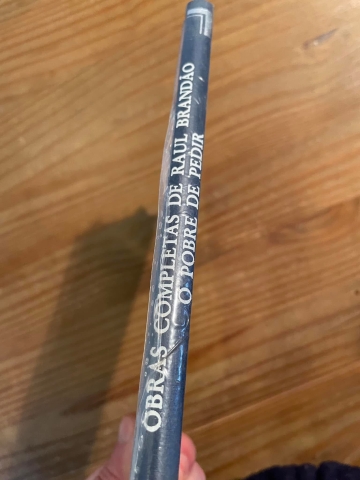 OBRAS COMPLETAS DE RAUL BRANDÃO
O POBRE DE PEDIR